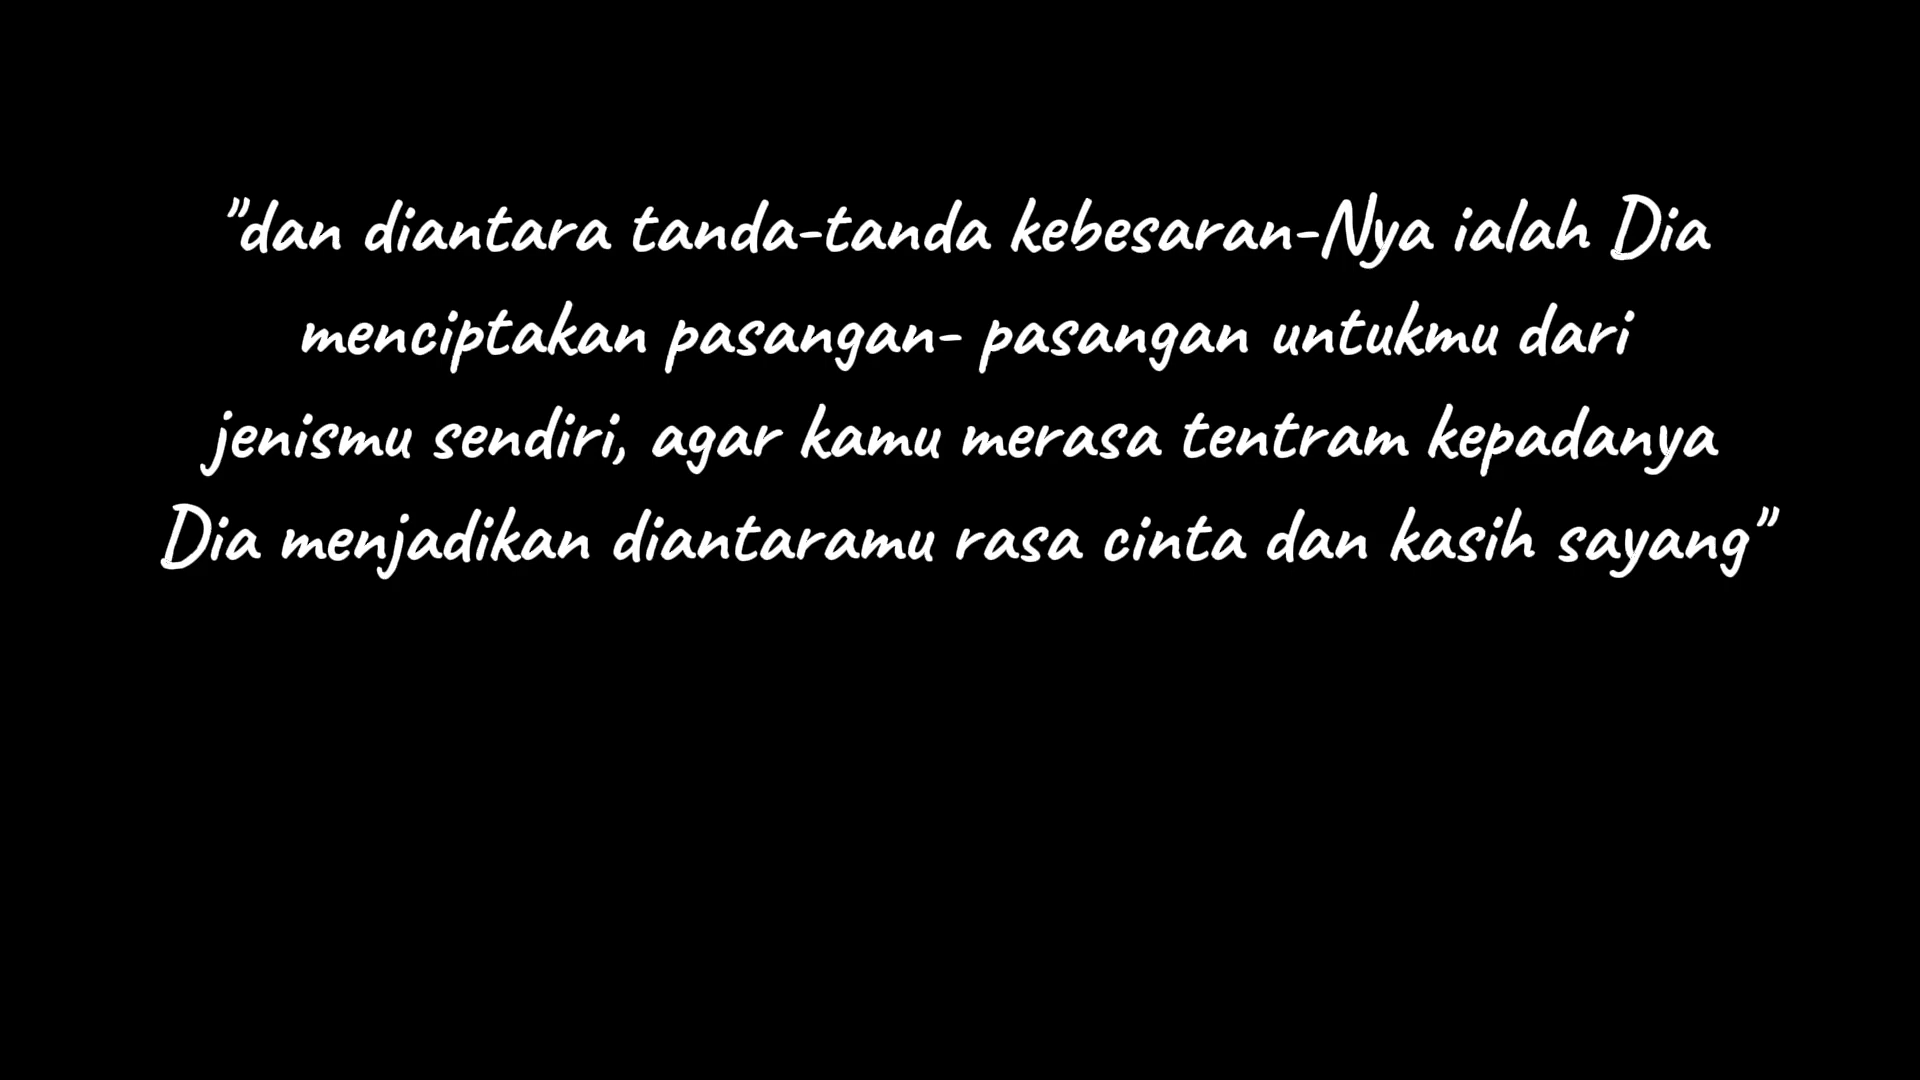 "dan diantara tanda-tanda kebesaran-Nya ialah Dia
menciptakan pasangan- pasangan untukmu dari
jenismu sendiri, agar kamu merasa tentram kepadanya
Dia menjadikan diantaramu rasa cinta dan kasih sayang"